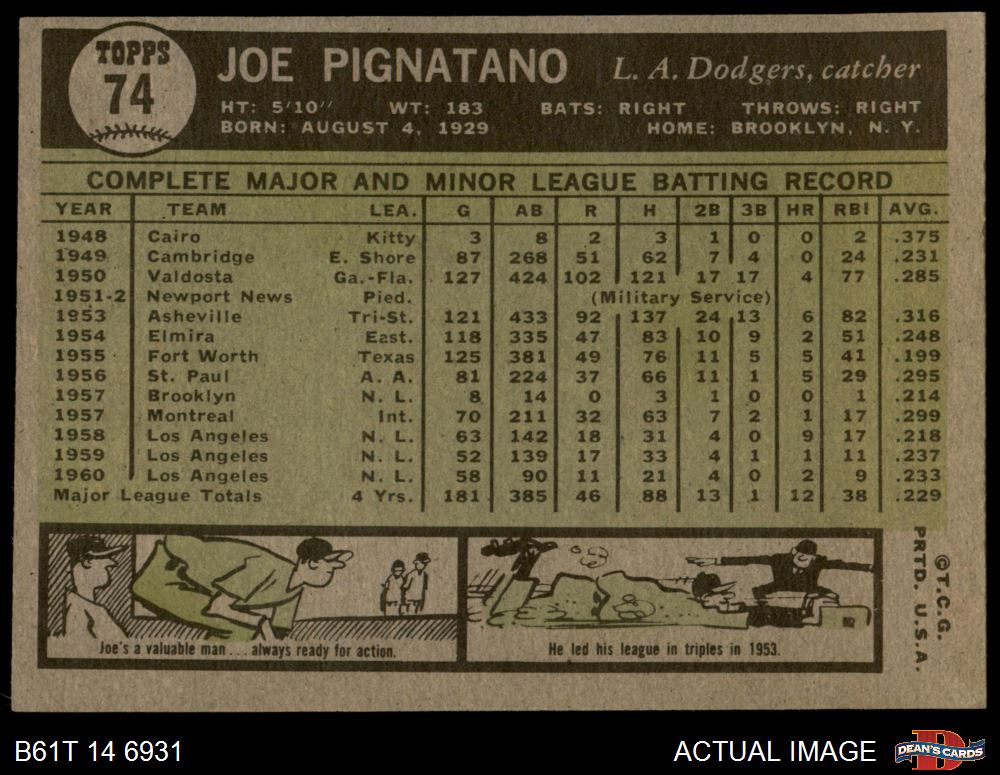 TOPPS
74
JOE PIGNATANO L. A. Dodgers, catcher
HT: 5'10'' WT: 183 BATS: RIGHT THROWS: RIGHT
BORN: AUGUST 4, 1929 HOME: BROOKLYN, N. Y.
COMPLETE MAJOR AND MINOR LEAGUE BATTING RECORD
YEAR TEAM LEA. G AB R H 2B 3B HR RBI AVG.
1948 Cairo Kitty 3 8 2 3 1 0 0 2 .375
1949 Cambridge E. Shore 87 268 51 62 7 4 0 24 .231
1950 Valdosta Ga.-Fla. 127 424 102 121 17 17 4 77 .285
1951-2 Newport News Pied. (Military Service)
1953 Asheville Tri-St. 121 433 92 137 24 13 6 82 .316
1954 Elmira East. 118 335 47 83 10 9 2 51 .248
1955 Fort Worth Texas 125 381 49 76 11 5 5 41 .199
1956 St. Paul A. A. 81 224 37 66 11 1 5 29 .295
1957 Brooklyn N. L. 8 14 0 3 1 0 0 1 .214
1957 Montreal Int. 70 211 32 63 7 2 1 17 .299
1958 Los Angeles N. L. 63 142 18 31 4 0 9 17 .218
1959 Los Angeles N. L. 52 139 17 33 4 1 1 11 .237
1960 Los Angeles N. L. 58 90 11 21 4 0 2 9 .233
Major League Totals 4 Yrs. 181 385 46 88 13 1 12 38 .229
Joe's a valuable man...always ready for action.
He led his league in triples in 1953.
©T.C.G.
PRTD. U.S.A.
B61T 14 6931
ACTUAL IMAGE
DEAN'S CARDS